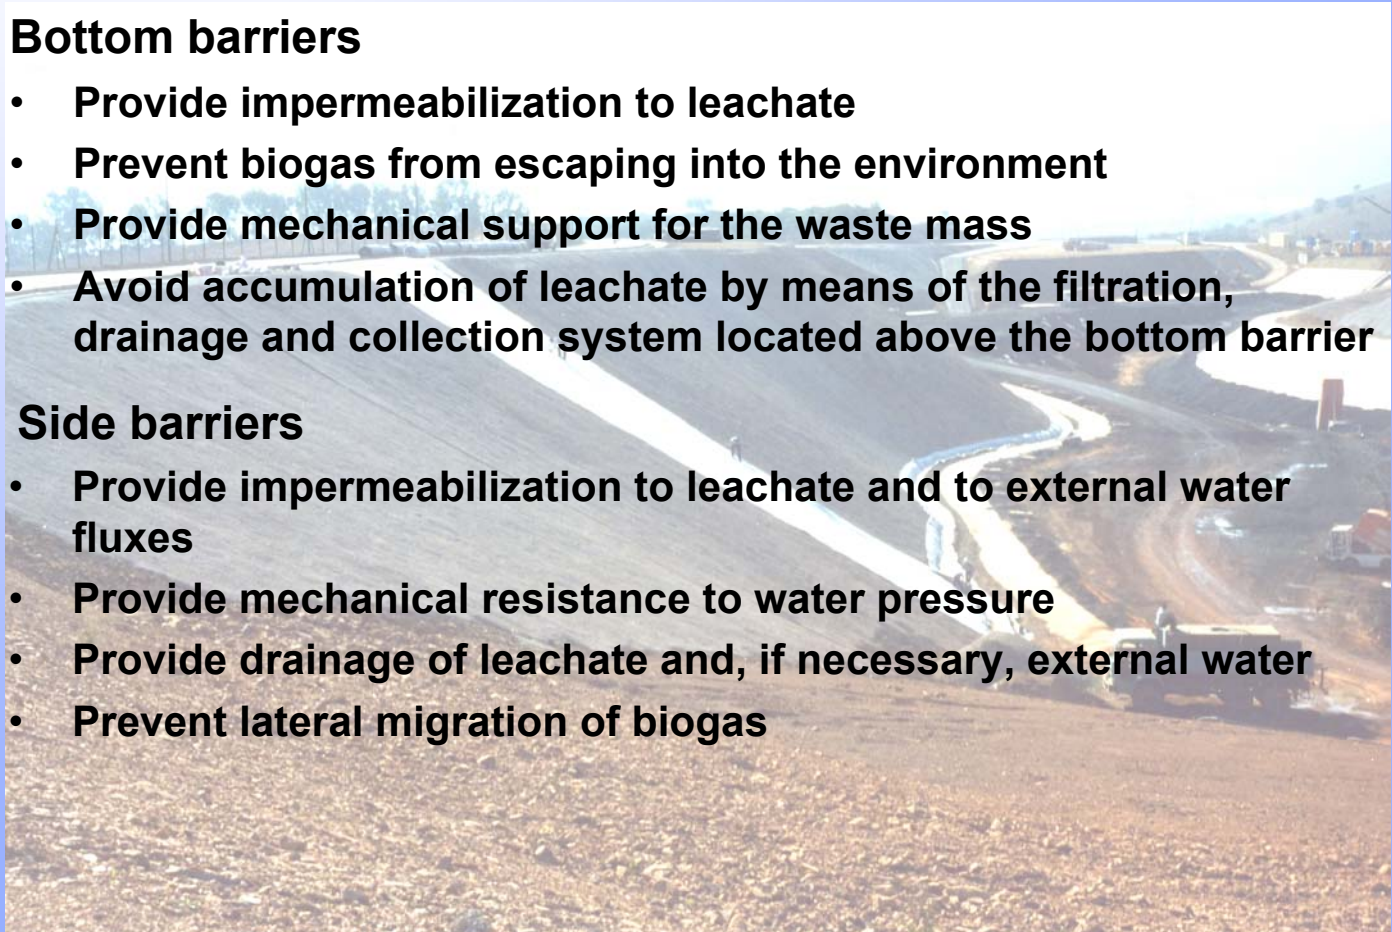 Bottom barriers
• Provide impermeabilization to leachate
• Prevent biogas from escaping into the environment
• Provide mechanical support for the waste mass
• Avoid accumulation of leachate by means of the filtration,
drainage and collection system located above the bottom barrier
Side barriers
• Provide impermeabilization to leachate and to external water
fluxes
• Provide mechanical resistance to water pressure
• Provide drainage of leachate and, if necessary, external water
• Prevent lateral migration of biogas